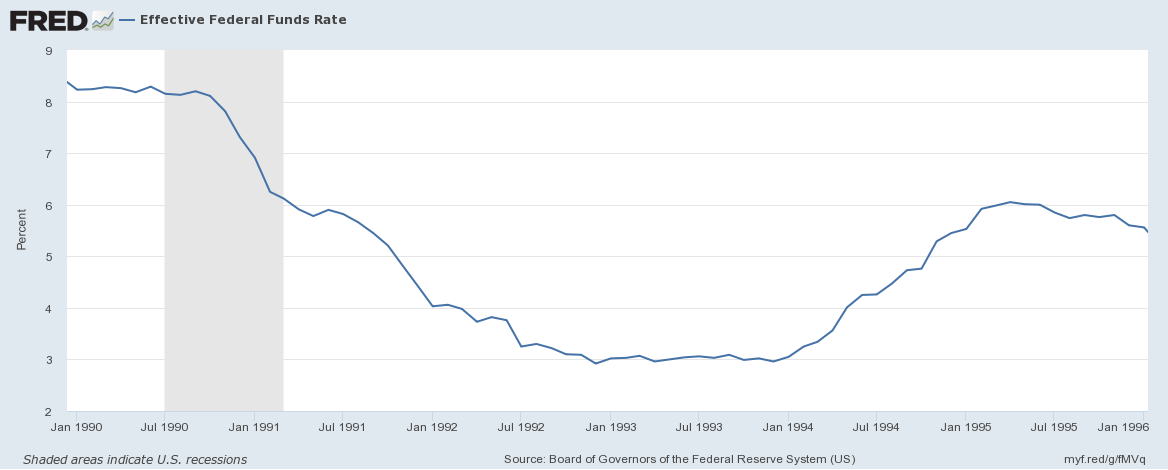 FRED
Effective Federal Funds Rate
9
8
7
6
5
4
3
2
Percent
Jan 1990 Jul 1990 Jan 1991 Jul 1991 Jan 1992 Jul 1992 Jan 1993 Jul 1993 Jan 1994 Jul 1994 Jan 1995 Jul 1995 Jan 1996
Shaded areas indicate U.S. recessions
Source: Board of Governors of the Federal Reserve System (US)
myf.red/g/fMVq